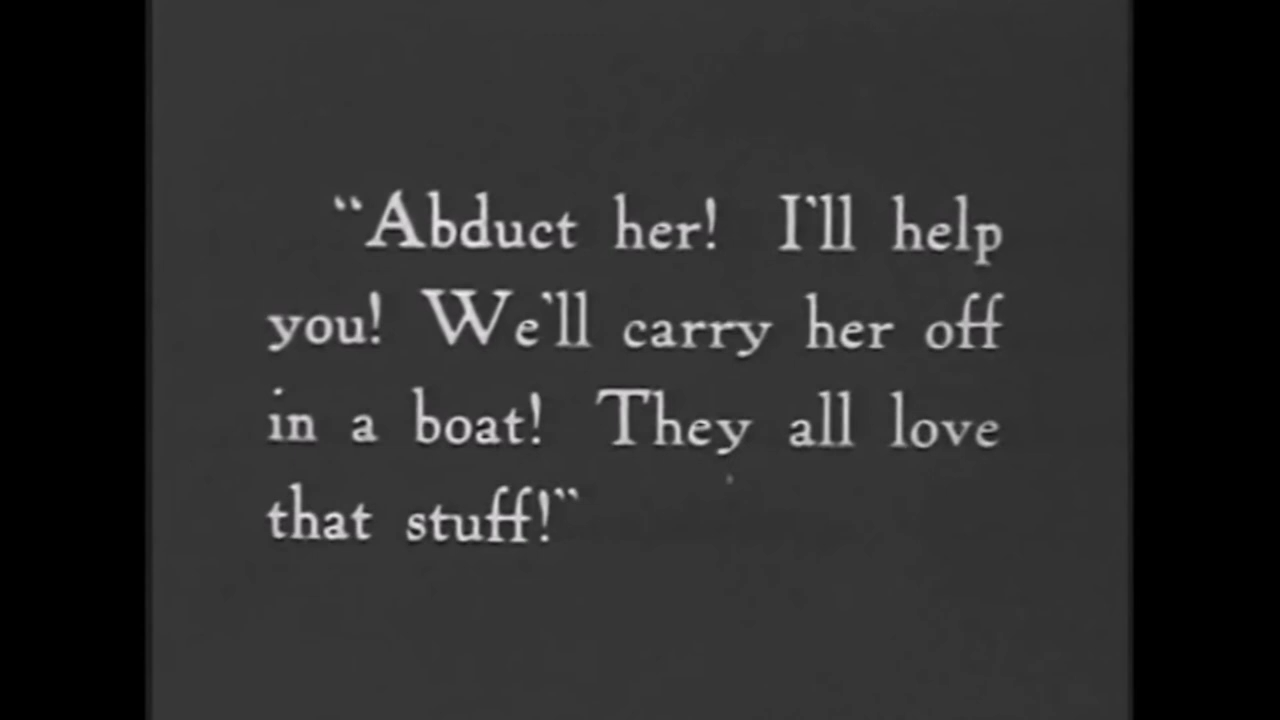 “Abduct her! I'll help
you! We'll carry her off
in a boat! They all love
that stuff!”